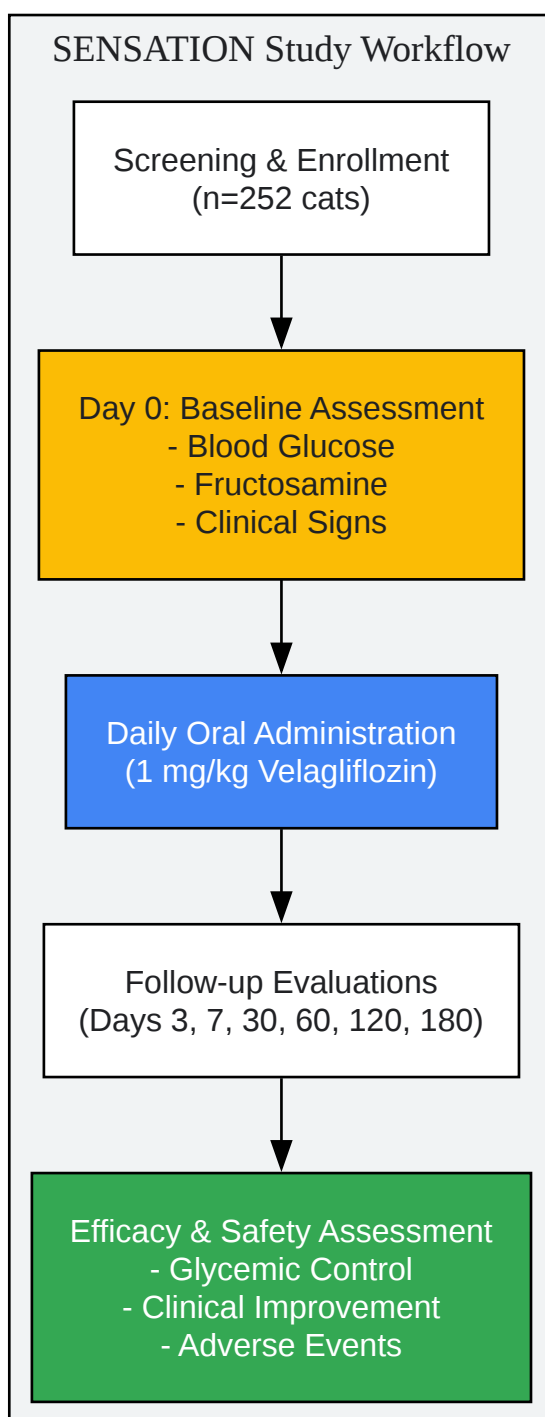 SENSATION Study Workflow
Screening & Enrollment
(n=252 cats)
Day 0: Baseline Assessment
- Blood Glucose
- Fructosamine
- Clinical Signs
Daily Oral Administration
(1 mg/kg Velagliflozin)
Follow-up Evaluations
(Days 3, 7, 30, 60, 120, 180)
Efficacy & Safety Assessment
- Glycemic Control
- Clinical Improvement
- Adverse Events